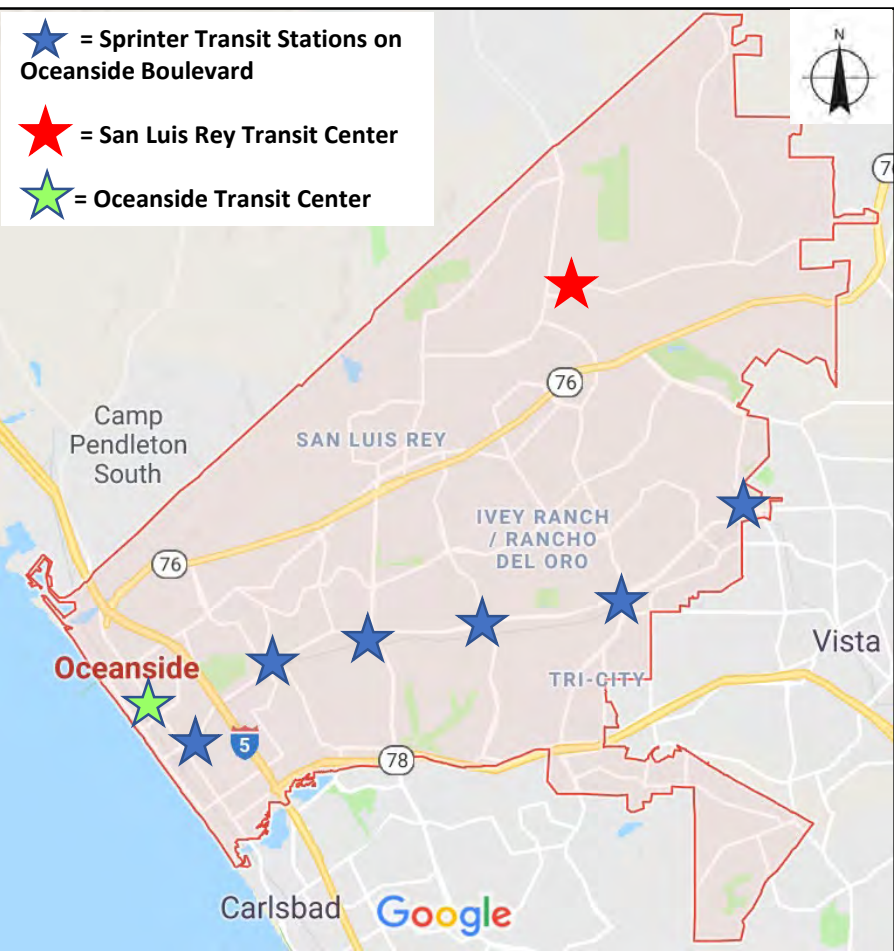 = Sprinter Transit Stations on
Oceanside Boulevard
= San Luis Rey Transit Center
= Oceanside Transit Center
N
76
76
Camp
Pendleton
South
SAN LUIS REY
IVEY RANCH
/ RANCHO
DEL ORO
76
Vista
Oceanside
TRI-CITY
5
78
Carlsbad
Google